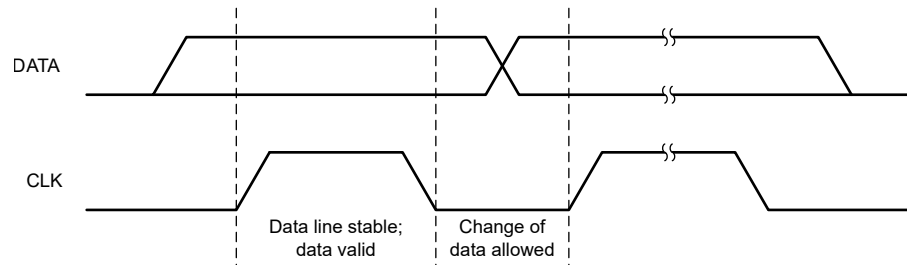 DATA
CLK
Data line stable;
data valid
Change of
data allowed